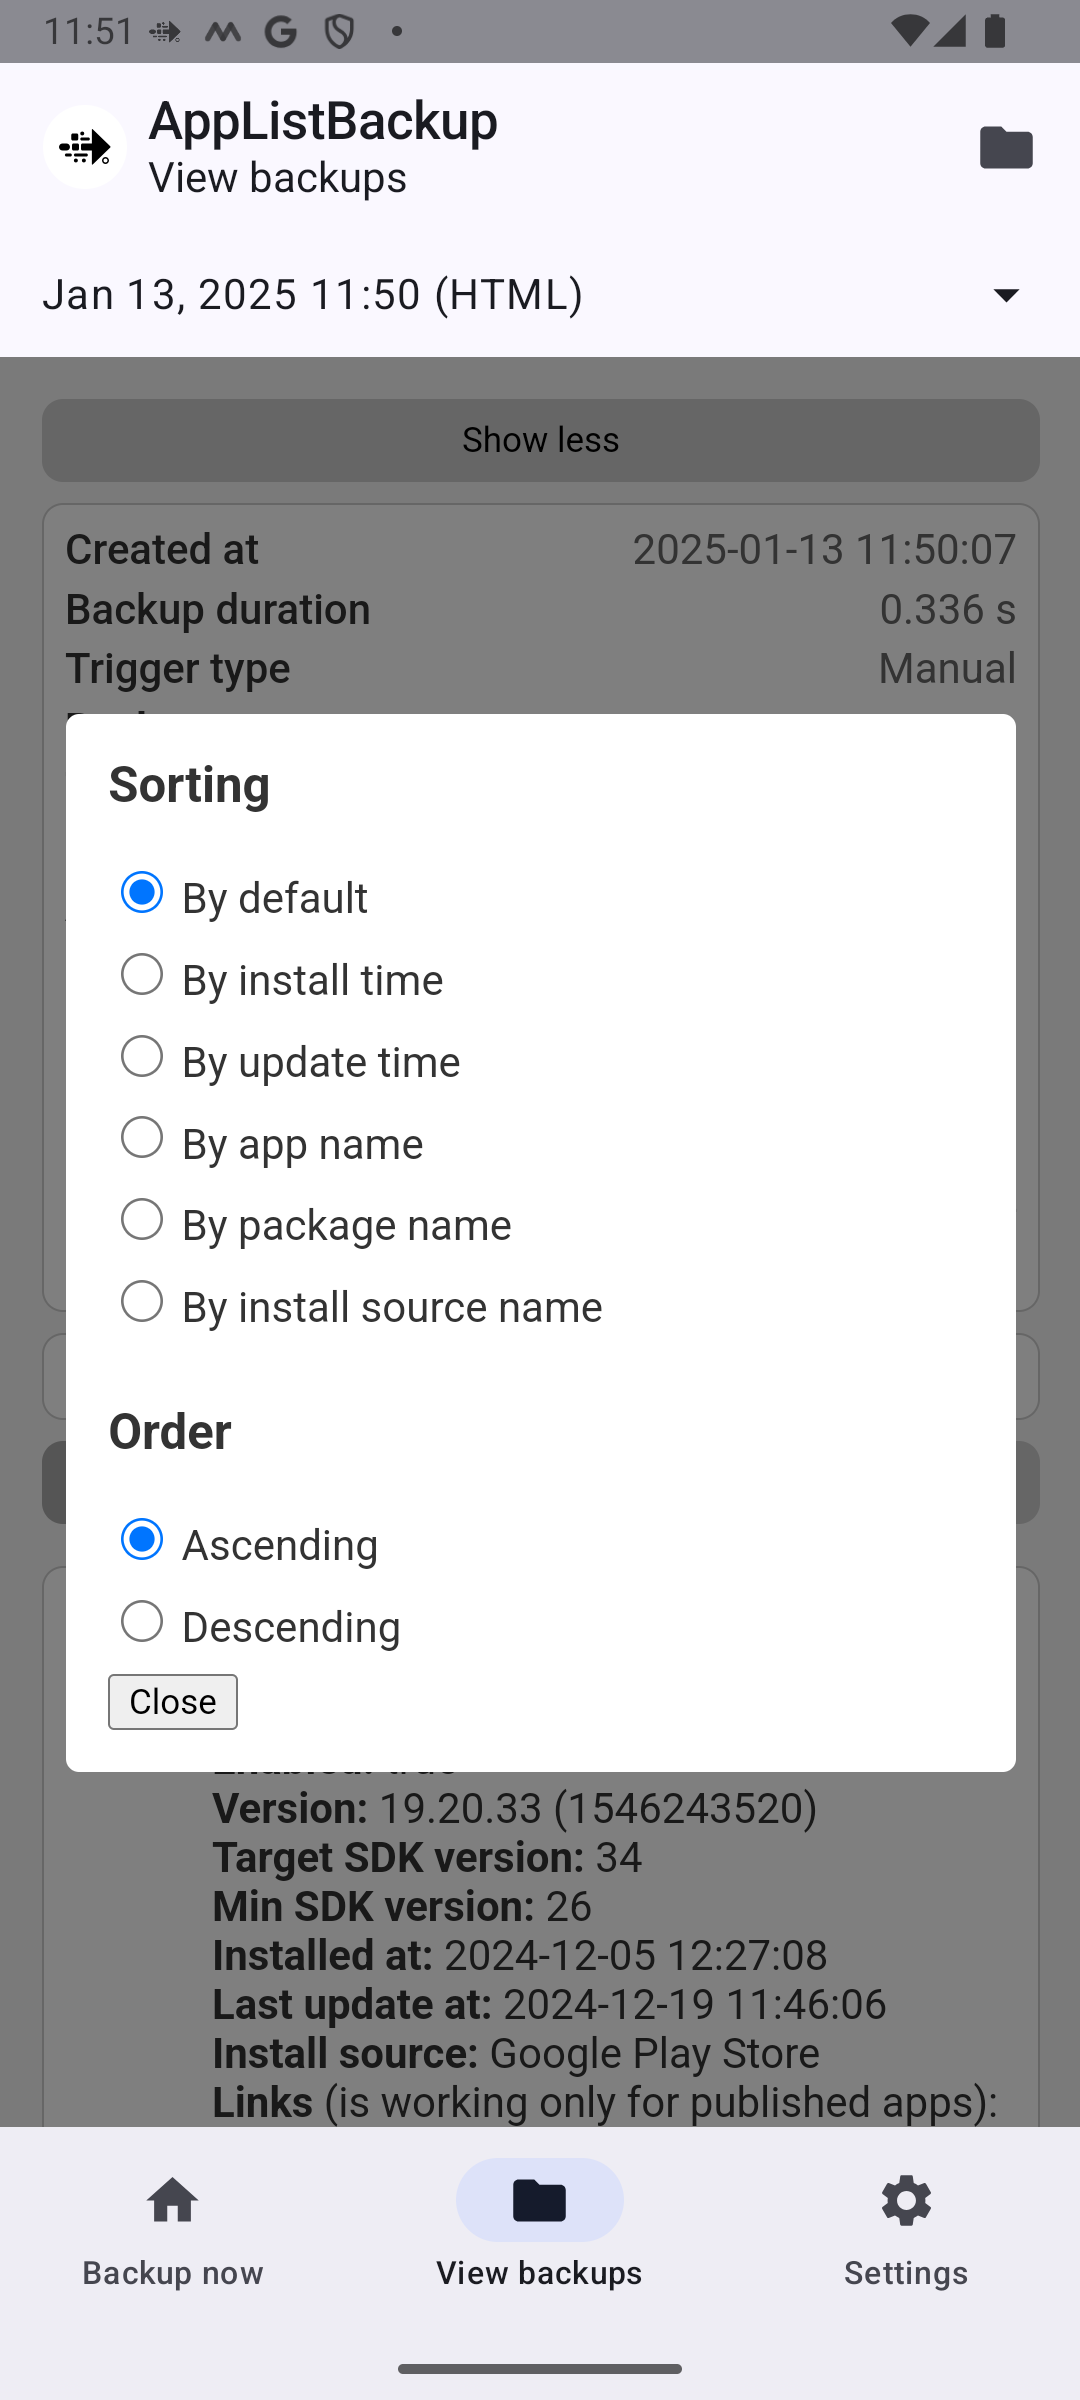 11:51
AppListBackup
View backups
Jan 13, 2025 11:50 (HTML)
Show less
Created at 2025-01-13 11:50:07
Backup duration 0.336 s
Trigger type Manual
Sorting
By default
By install time
By update time
By app name
By package name
By install source name
Order
Ascending
Descending
Close
Version: 19.20.33 (1546243520)
Target SDK version: 34
Min SDK version: 26
Installed at: 2024-12-05 12:27:08
Last update at: 2024-12-19 11:46:06
Install source: Google Play Store
Links (is working only for published apps):
Backup now
View backups
Settings